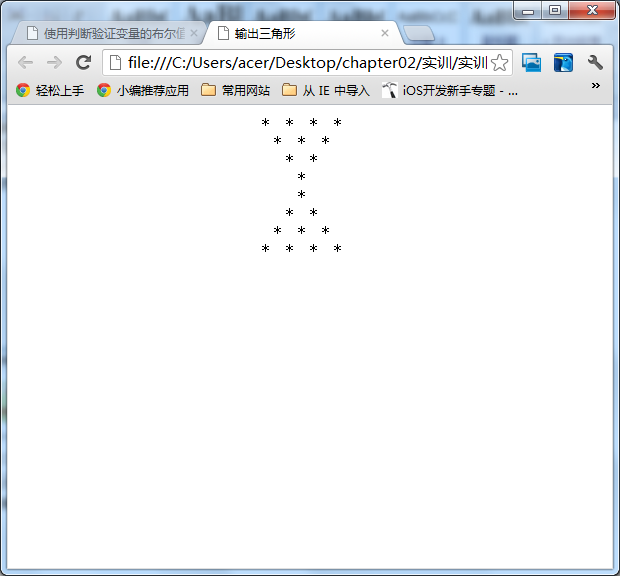 使用判断验证变量的布尔值
输出三角形
file:///C:/Users/acer/Desktop/chapter02/实训/实训
轻松上手 小编推荐应用 常用网站 从 IE 中导入 iOS开发新手专题 - ... »
* * * *
* * *
* *
*
*
* *
* * *
* * * *